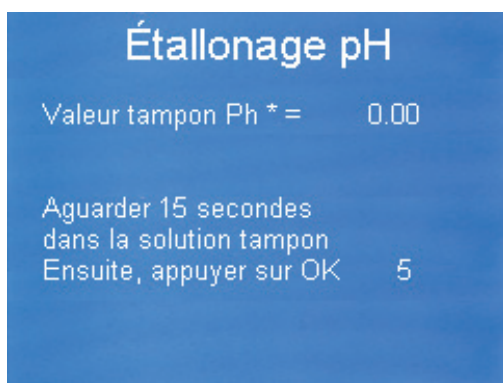 Étallonage pH
Valeur tampon Ph * = 0.00
Aguarder 15 secondes
dans la solution tampon
Ensuite, appuyer sur OK 5